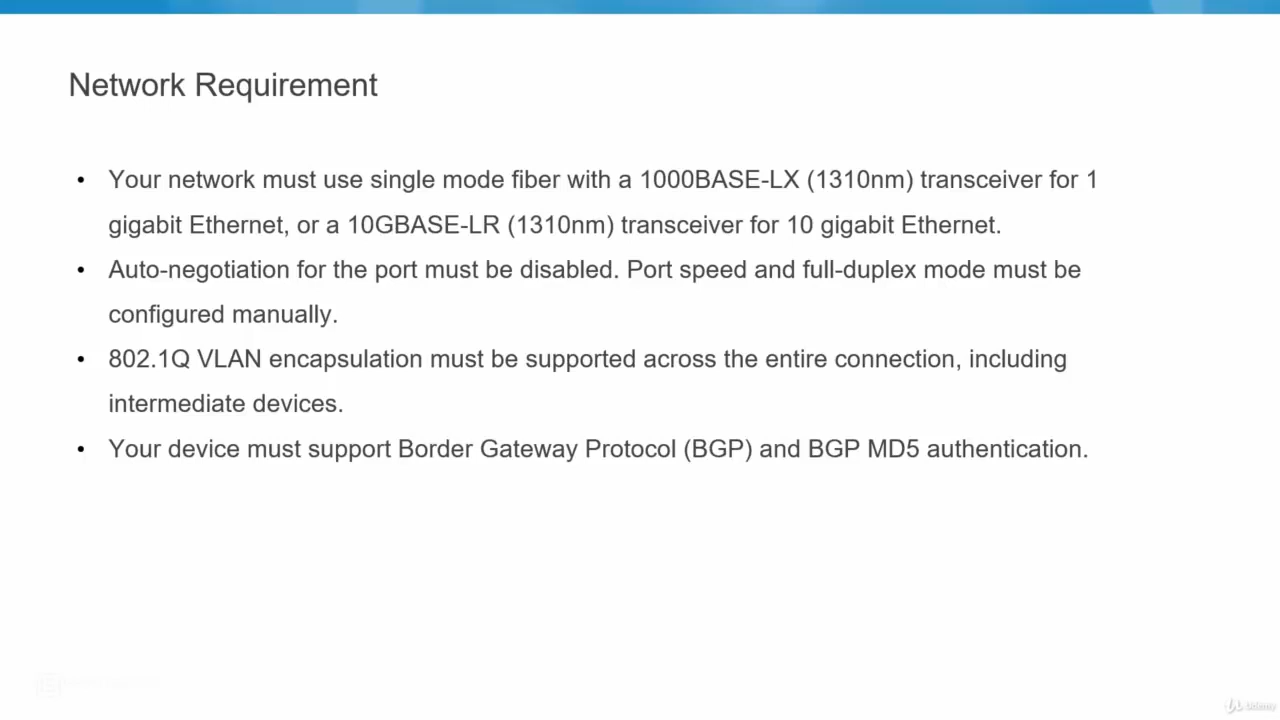 Network Requirement
• Your network must use single mode fiber with a 1000BASE-LX (1310nm) transceiver for 1
gigabit Ethernet, or a 10GBASE-LR (1310nm) transceiver for 10 gigabit Ethernet.
• Auto-negotiation for the port must be disabled. Port speed and full-duplex mode must be
configured manually.
• 802.1Q VLAN encapsulation must be supported across the entire connection, including
intermediate devices.
• Your device must support Border Gateway Protocol (BGP) and BGP MD5 authentication.
Udemy